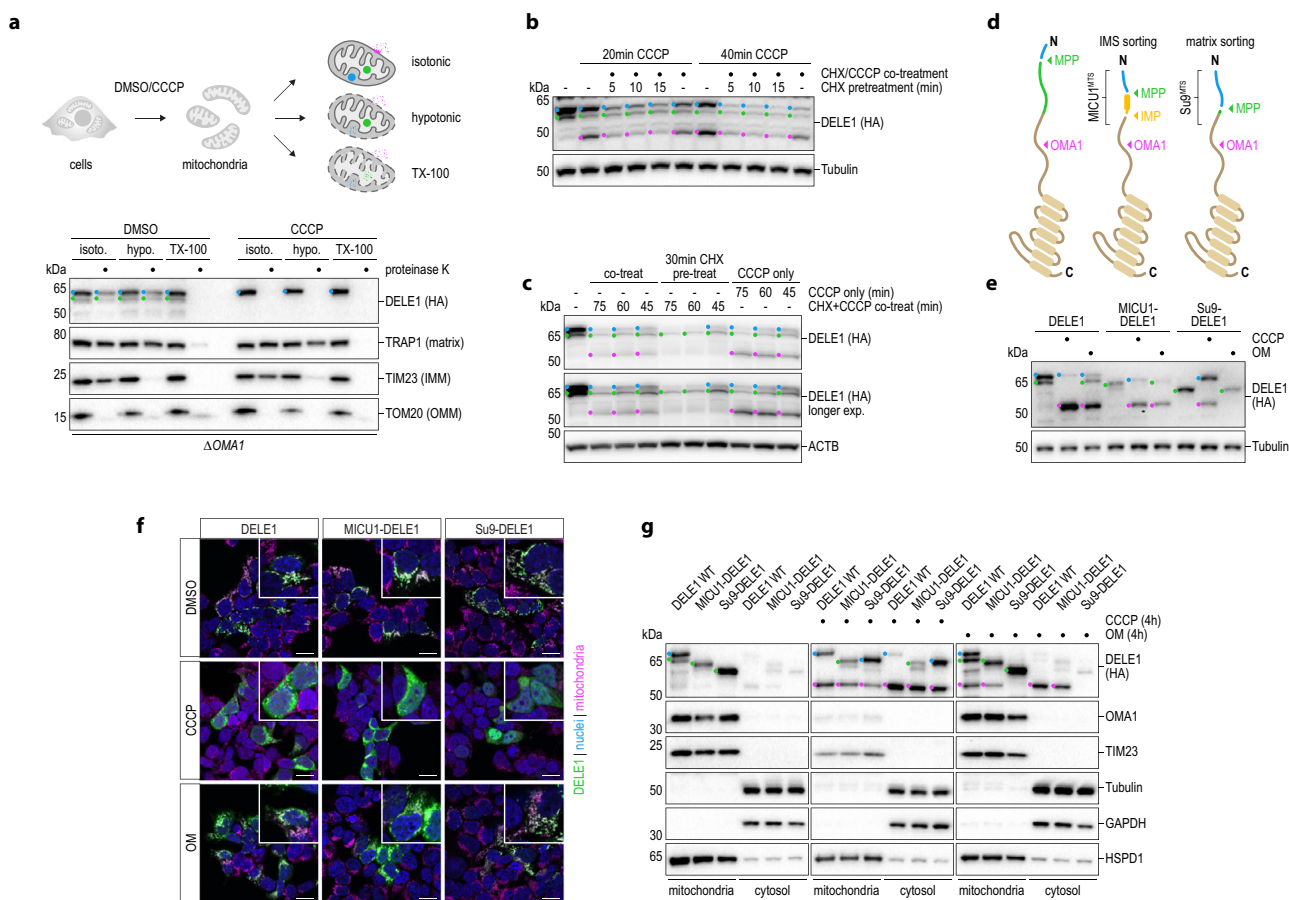 a
DMSO/CCCP
cells
mitochondria
isotonic
hypotonic
TX-100
DMSO
CCCP
isoto. hypo. TX-100 isoto. hypo. TX-100
kDa
proteinase K
65
50
DELE1 (HA)
80
TRAP1 (matrix)
25
TIM23 (IMM)
15
TOM20 (OMM)
ΔOMA1
b
20min CCCP 40min CCCP
CHX/CCCP co-treatment
- - 5 10 15 - - 5 10 15 - CHX pretreatment (min)
kDa
65
50
DELE1 (HA)
50
Tubulin
c
30min CHX
co-treat pre-treat CCCP only
- - - - - - - 75 60 45 CCCP only (min)
- 75 60 45 75 60 45 - - - CHX+CCCP co-treat (min)
kDa
65
50
DELE1 (HA)
65
50
DELE1 (HA)
longer exp.
50
ACTB
d
IMS sorting
matrix sorting
N
N
N
MPP
MICU1MTS
MPP
IMP
Su9MTS
MPP
OMA1
OMA1
OMA1
C
C
C
e
DELE1
MICU1-
DELE1
Su9-
DELE1
CCCP
OM
kDa
65
50
DELE1
(HA)
50
Tubulin
f
DELE1 MICU1-DELE1 Su9-DELE1
DMSO
CCCP
OM
DELE1 | nuclei | mitochondria
g
DELE1 WT MICU1-DELE1 Su9-DELE1 DELE1 WT MICU1-DELE1 Su9-DELE1 DELE1 WT MICU1-DELE1 Su9-DELE1 DELE1 WT MICU1-DELE1 Su9-DELE1 DELE1 WT MICU1-DELE1 Su9-DELE1 DELE1 WT MICU1-DELE1 Su9-DELE1
CCCP (4h)
OM (4h)
kDa
65
50
DELE1
(HA)
30
OMA1
25
TIM23
50
Tubulin
30
GAPDH
65
HSPD1
mitochondria cytosol mitochondria cytosol mitochondria cytosol